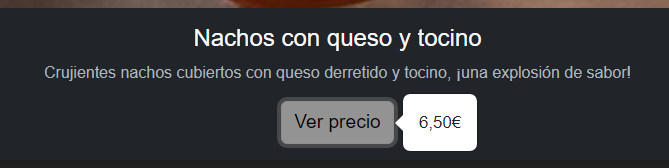 Nachos con queso y tocino
Crujientes nachos cubiertos con queso derretido y tocino, ¡una explosión de sabor!
Ver precio
6,50€